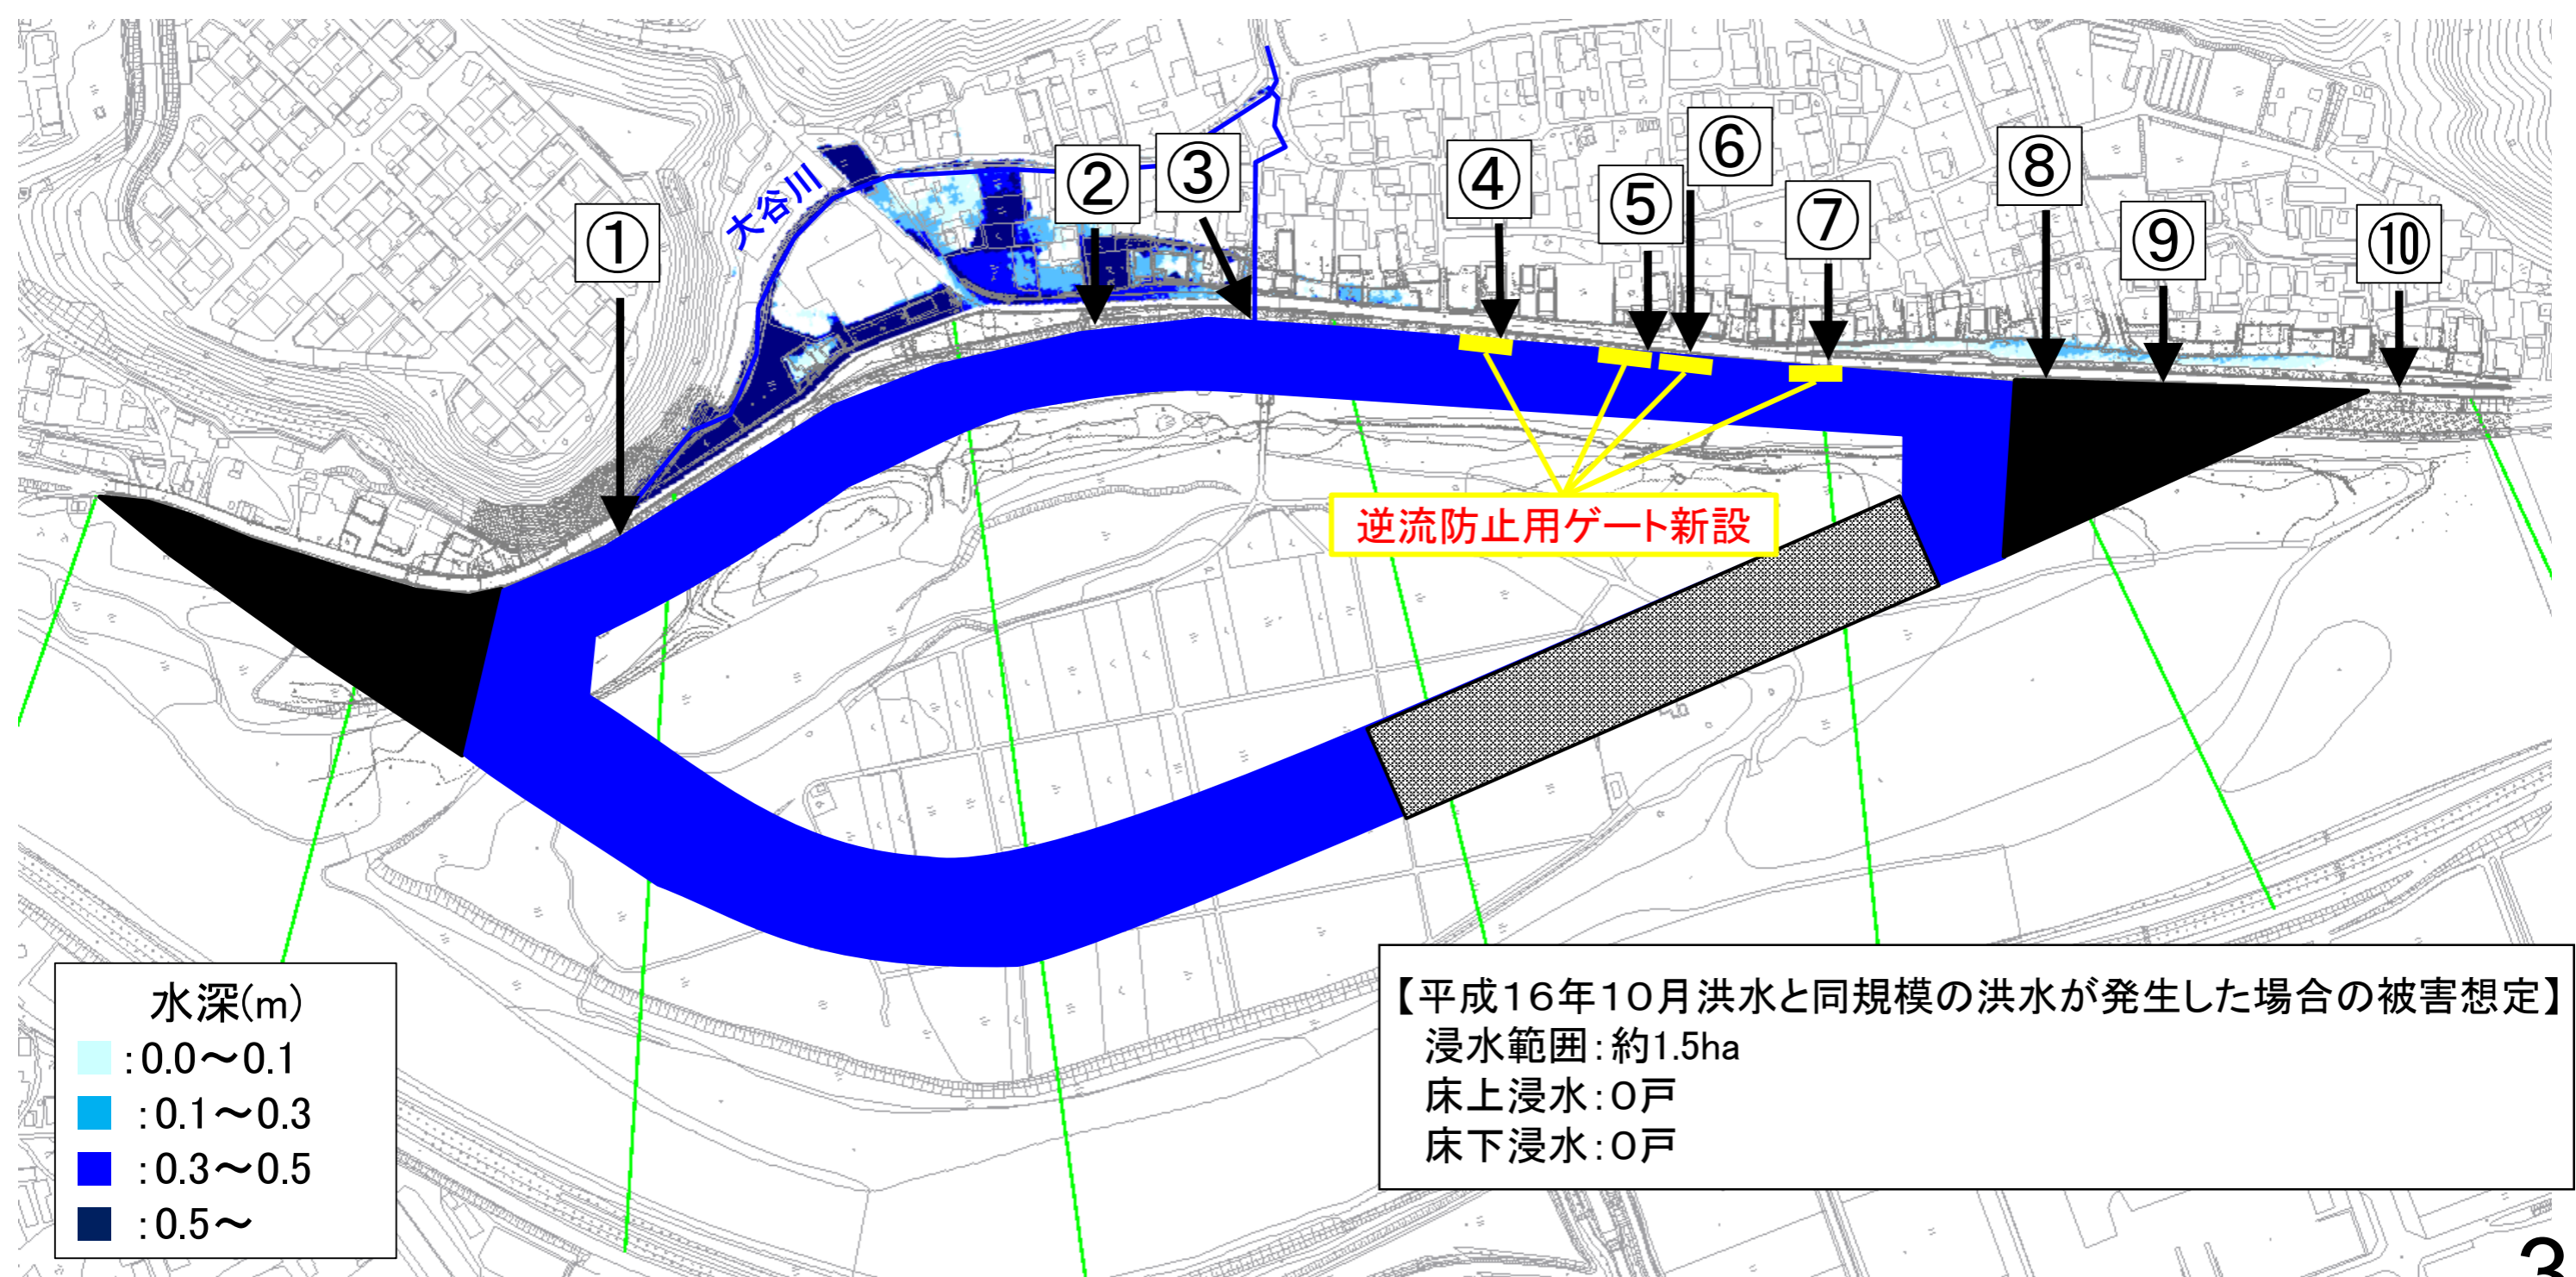 ①
②
③
④
⑤
⑥
⑦
⑧
⑨
⑩
大谷川
逆流防止用ゲート新設
水深(m)
:0.0～0.1
:0.1～0.3
:0.3～0.5
:0.5～
【平成16年10月洪水と同規模の洪水が発生した場合の被害想定】
浸水範囲:約1.5ha
床上浸水:0戸
床下浸水:0戸
3